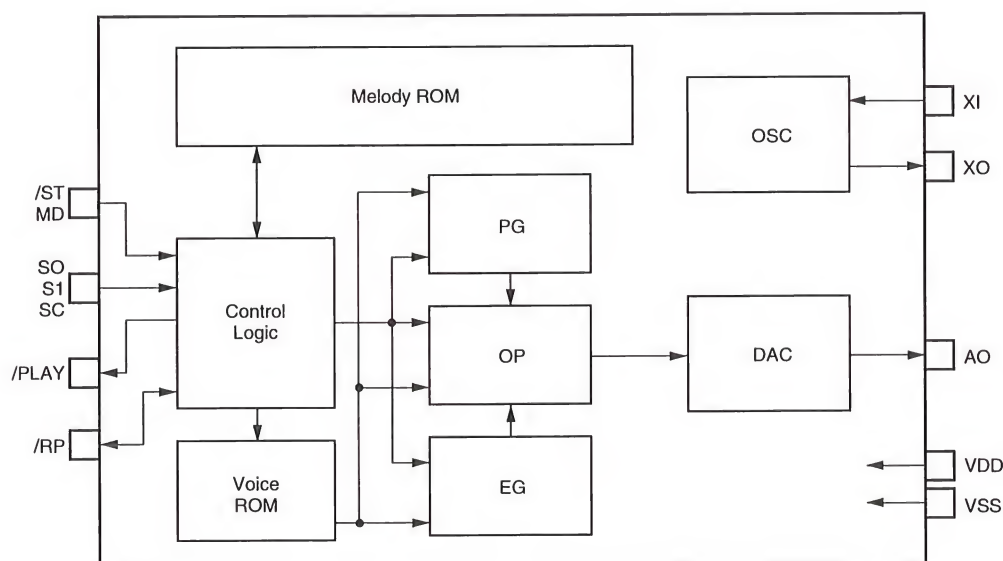 Melody ROM
OSC
XI
XO
/ST
MD
SO
S1
SC
/PLAY
/RP
Control
Logic
PG
OP
EG
Voice
ROM
DAC
AO
VDD
VSS